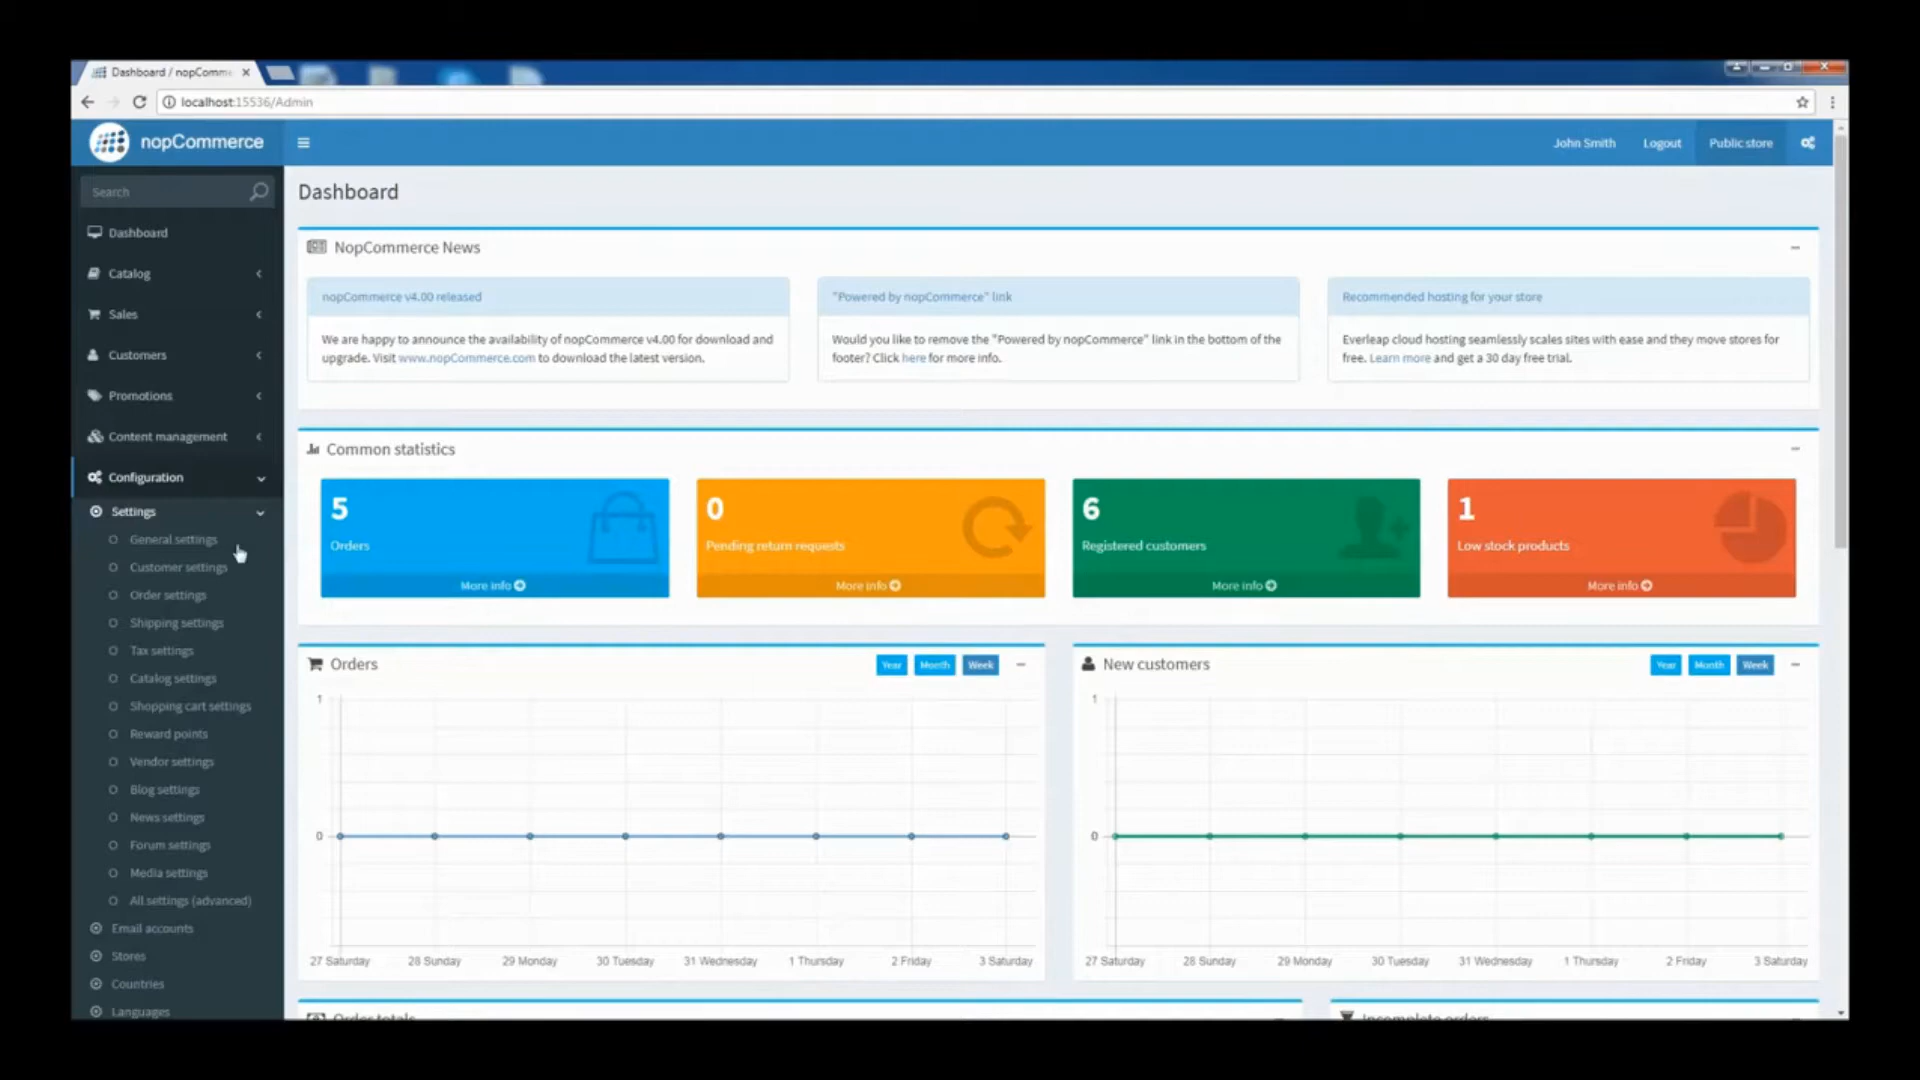 Dashboard / nopComme
localhost:15536/Admin
nopCommerce
John Smith
Logout
Public store
Search
Dashboard
Catalog
Sales
Customers
Promotions
Content management
Configuration
Settings
General settings
Customer settings
Order settings
Shipping settings
Tax settings
Catalog settings
Shopping cart settings
Reward points
Vendor settings
Blog settings
News settings
Forum settings
Media settings
All settings (advanced)
Email accounts
Stores
Countries
Languages
Dashboard
NopCommerce News
nopCommerce v4.00 released
We are happy to announce the availability of nopCommerce v4.00 for download and
upgrade. Visit www.nopCommerce.com to download the latest version.
"Powered by nopCommerce" link
Would you like to remove the "Powered by nopCommerce" link in the bottom of the
footer? Click here for more info.
Recommended hosting for your store
Everleap cloud hosting seamlessly scales sites with ease and they move stores for
free. Learn more and get a 30 day free trial.
Common statistics
5
Orders
More info
0
Pending return requests
More info
6
Registered customers
More info
1
Low stock products
More info
Orders
Year Month Week
1
0
27 Saturday 28 Sunday 29 Monday 30 Tuesday 31 Wednesday 1 Thursday 2 Friday 3 Saturday
New customers
Year Month Week
1
0
27 Saturday 28 Sunday 29 Monday 30 Tuesday 31 Wednesday 1 Thursday 2 Friday 3 Saturday
Order totals
Incomplete orders